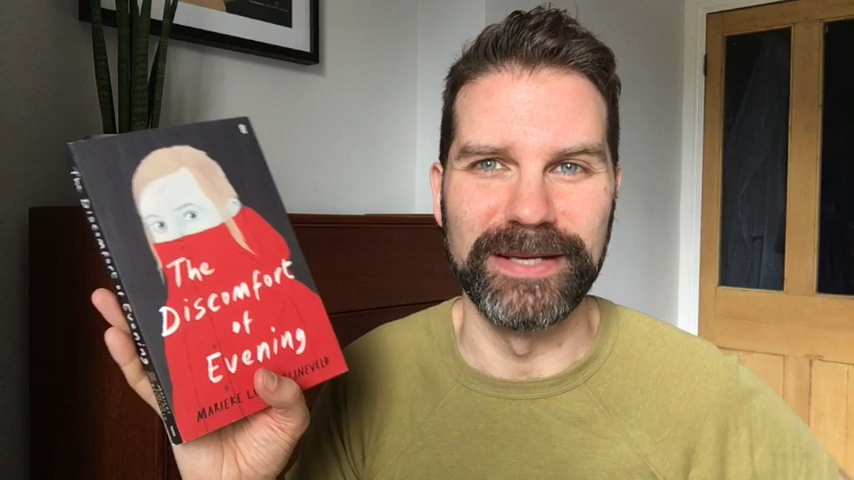 The
Discomfort
of
Evening
MARIEKE
The Discomfort of Evening